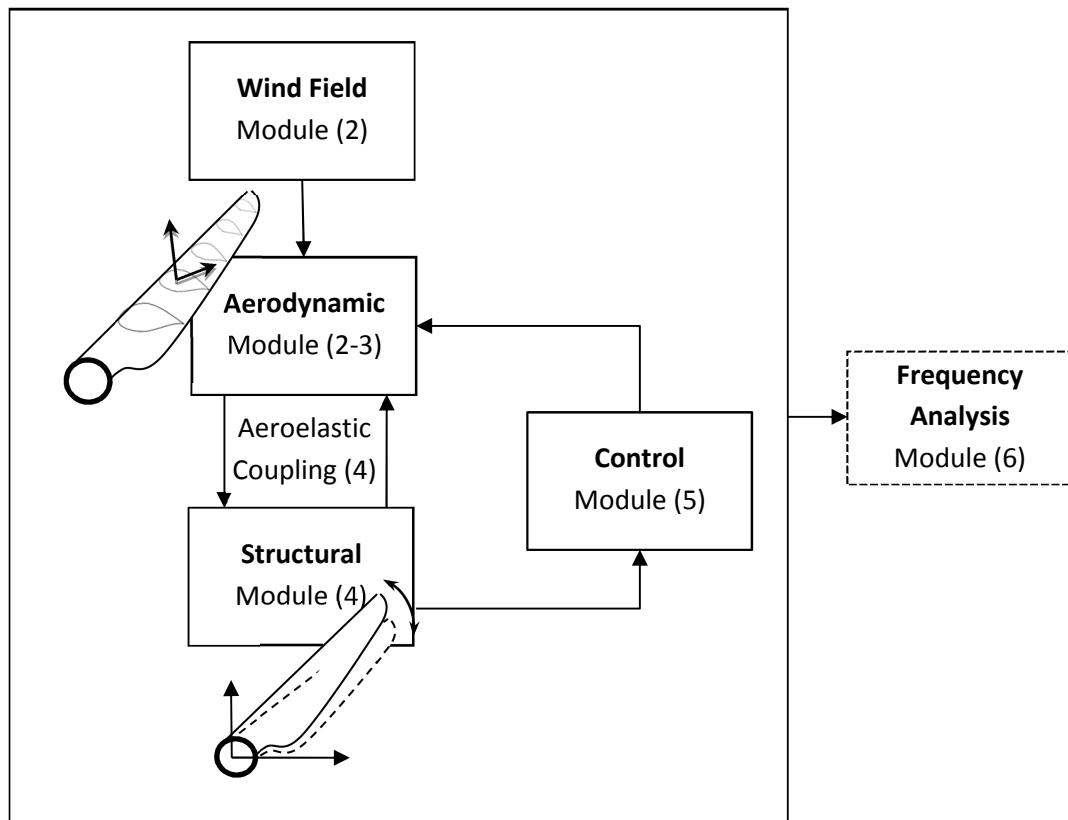 Wind Field
Module (2)
Aerodynamic
Module (2-3)
Aeroelastic
Coupling (4)
Structural
Module (4)
Control
Module (5)
Frequency
Analysis
Module (6)